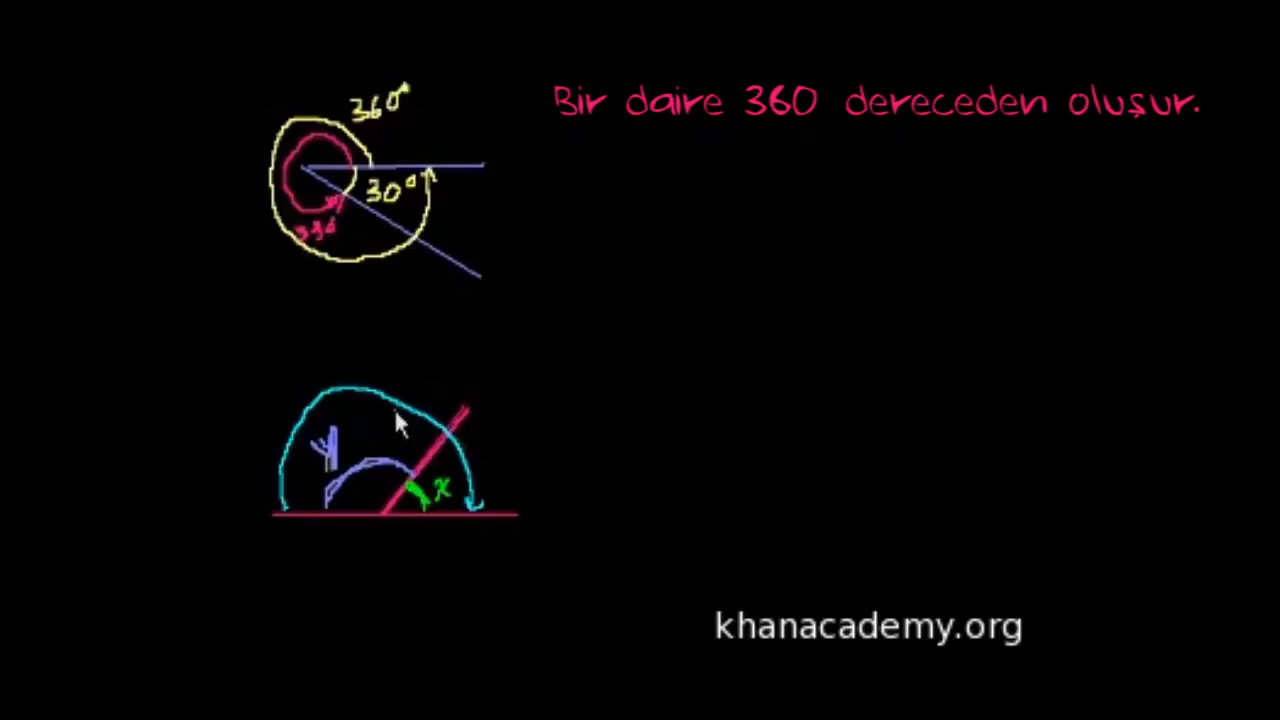 360°
Bir daire 360 dereceden oluşur.
30°
330
y
x
khanacademy.org